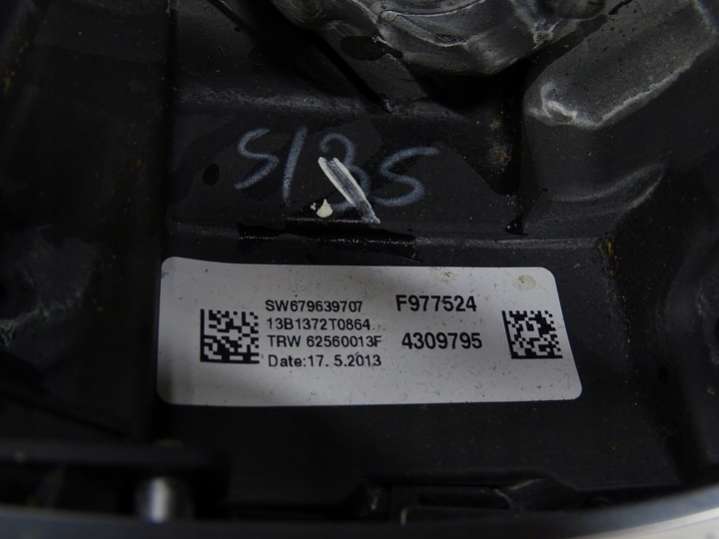 S135
SW679639707 F977524
13B1372T0864
TRW 62560013F 4309795
Date:17. 5.2013